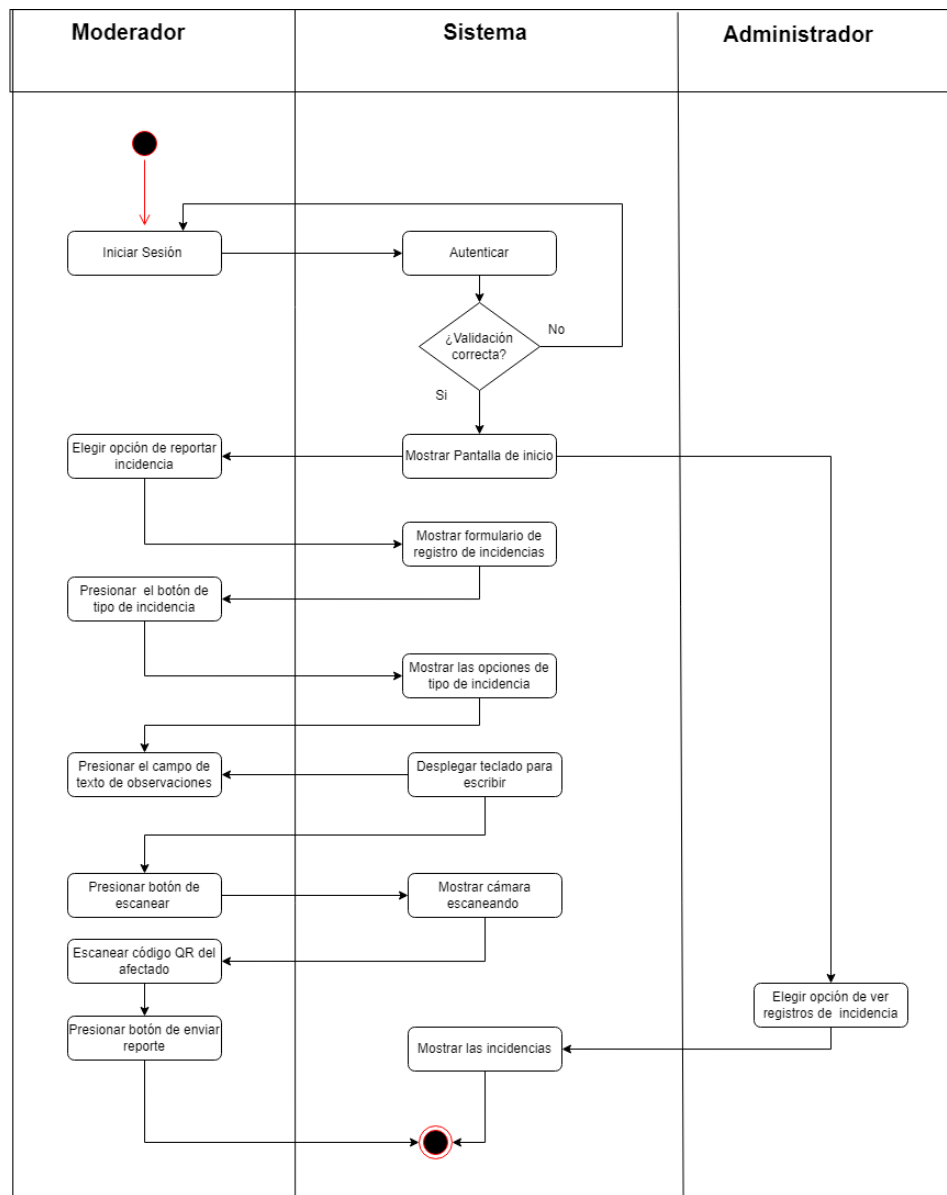 Moderador
Sistema
Administrador
Iniciar Sesión
Autenticar
¿Validación
correcta?
No
Si
Elegir opción de reportar
incidencia
Mostrar Pantalla de inicio
Mostrar formulario de
registro de incidencias
Presionar el botón de
tipo de incidencia
Mostrar las opciones de
tipo de incidencia
Presionar el campo de
texto de observaciones
Desplegar teclado para
escribir
Presionar botón de
escanear
Mostrar cámara
escaneando
Escanear código QR del
afectado
Elegir opción de ver
registros de incidencia
Presionar botón de enviar
reporte
Mostrar las incidencias